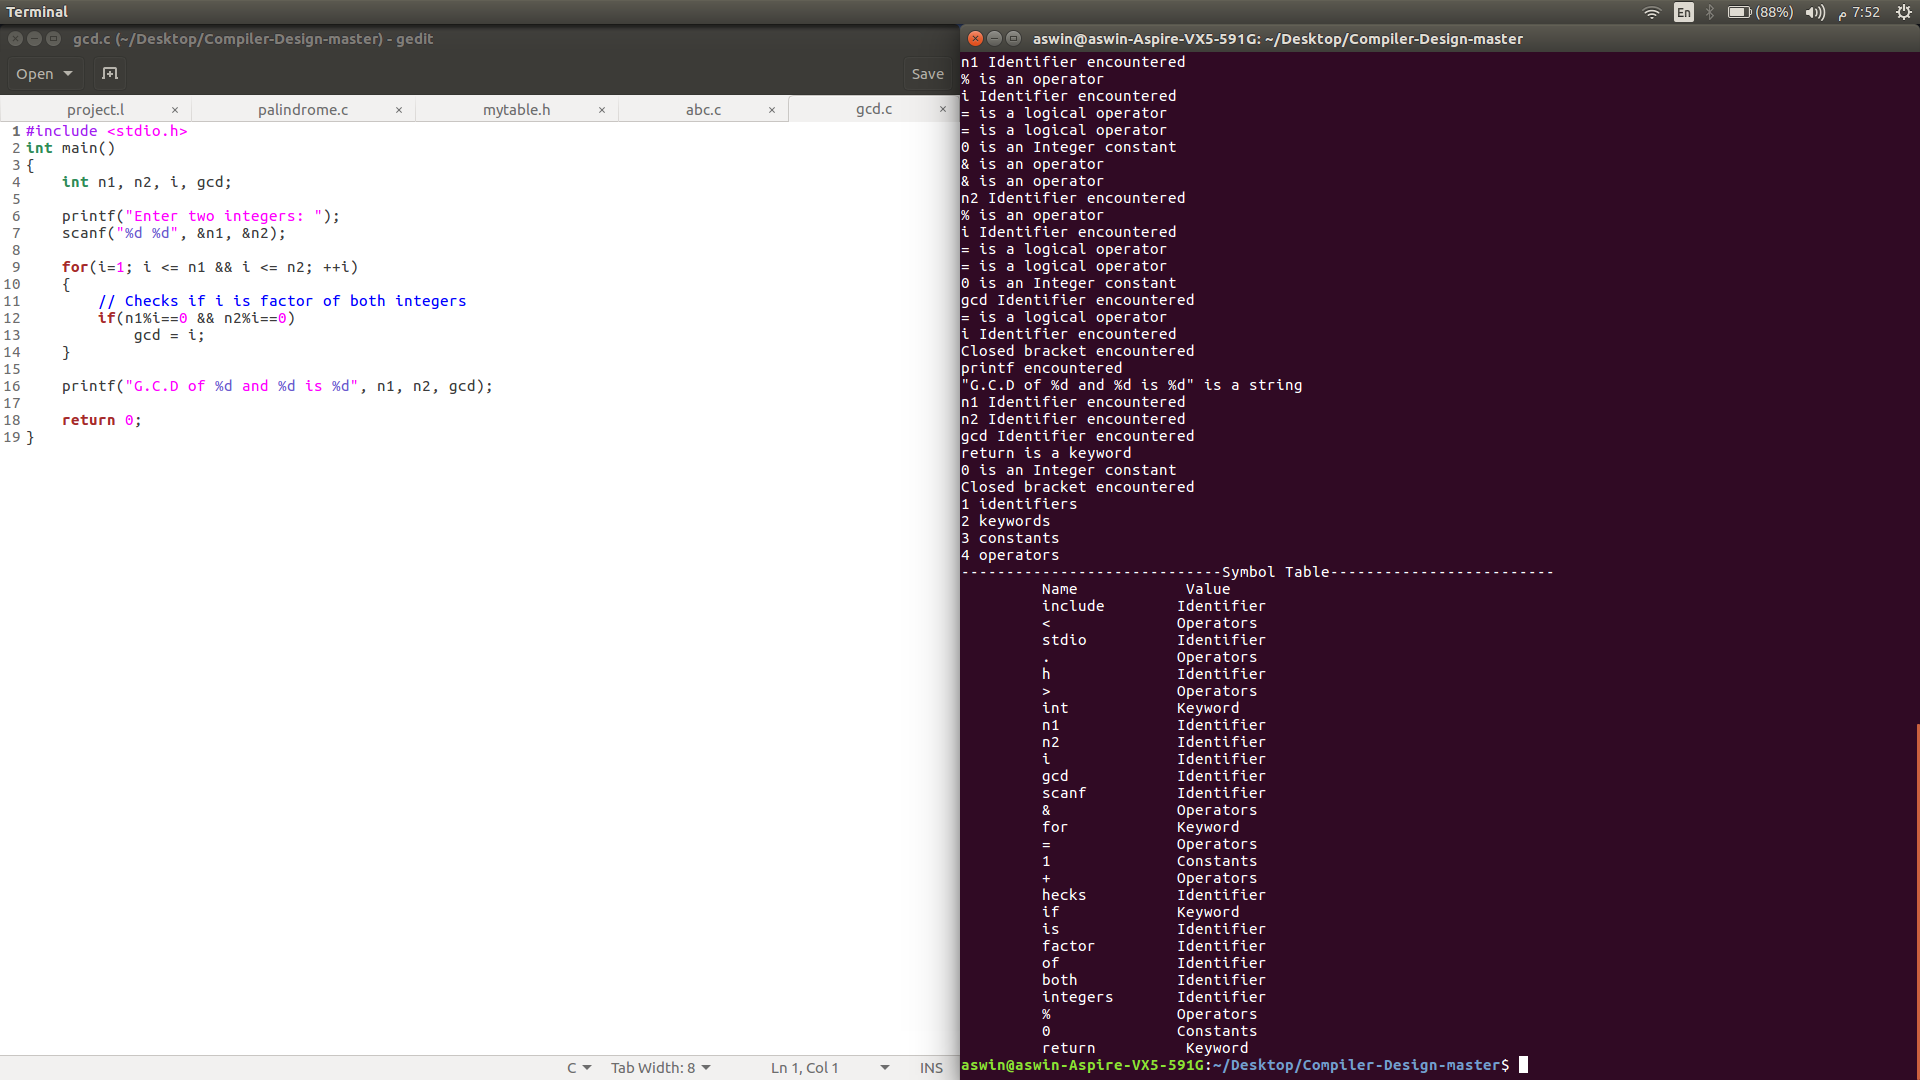 Terminal
En (88%) م 7:52
gcd.c (~/Desktop/Compiler-Design-master) - gedit
Open Save
project.l × palindrome.c × mytable.h × abc.c × gcd.c ×
1 #include <stdio.h>
2 int main()
3 {
4     int n1, n2, i, gcd;
5
6     printf("Enter two integers: ");
7     scanf("%d %d", &n1, &n2);
8
9     for(i=1; i <= n1 && i <= n2; ++i)
10     {
11         // Checks if i is factor of both integers
12         if(n1%i==0 && n2%i==0)
13             gcd = i;
14     }
15
16     printf("G.C.D of %d and %d is %d", n1, n2, gcd);
17
18     return 0;
19 }
C Tab Width: 8 Ln 1, Col 1 INS
aswin@aswin-Aspire-VX5-591G: ~/Desktop/Compiler-Design-master
n1 Identifier encountered
% is an operator
i Identifier encountered
= is a logical operator
= is a logical operator
0 is an Integer constant
& is an operator
& is an operator
n2 Identifier encountered
% is an operator
i Identifier encountered
= is a logical operator
= is a logical operator
0 is an Integer constant
gcd Identifier encountered
= is a logical operator
i Identifier encountered
Closed bracket encountered
printf encountered
"G.C.D of %d and %d is %d" is a string
n1 Identifier encountered
n2 Identifier encountered
gcd Identifier encountered
return is a keyword
0 is an Integer constant
Closed bracket encountered
1 identifiers
2 keywords
3 constants
4 operators
-----------------------------Symbol Table-------------------------
Name Value
include Identifier
< Operators
stdio Identifier
. Operators
h Identifier
> Operators
int Keyword
n1 Identifier
n2 Identifier
i Identifier
gcd Identifier
scanf Identifier
& Operators
for Keyword
= Operators
1 Constants
+ Operators
hecks Identifier
if Keyword
is Identifier
factor Identifier
of Identifier
both Identifier
integers Identifier
% Operators
0 Constants
return Keyword
aswin@aswin-Aspire-VX5-591G:~/Desktop/Compiler-Design-master$